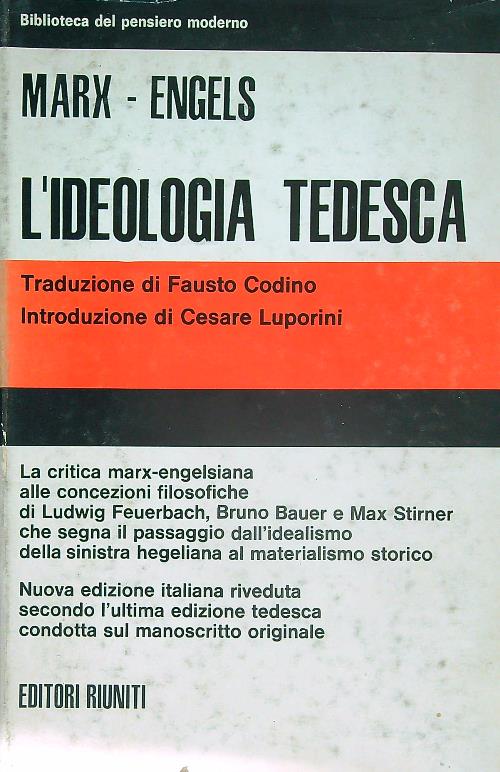 Biblioteca del pensiero moderno
MARX - ENGELS
L'IDEOLOGIA TEDESCA
Traduzione di Fausto Codino
Introduzione di Cesare Luporini
La critica marx-engelsiana
alle concezioni filosofiche
di Ludwig Feuerbach, Bruno Bauer e Max Stirner
che segna il passaggio dall'idealismo
della sinistra hegeliana al materialismo storico
Nuova edizione italiana riveduta
secondo l'ultima edizione tedesca
condotta sul manoscritto originale
EDITORI RIUNITI